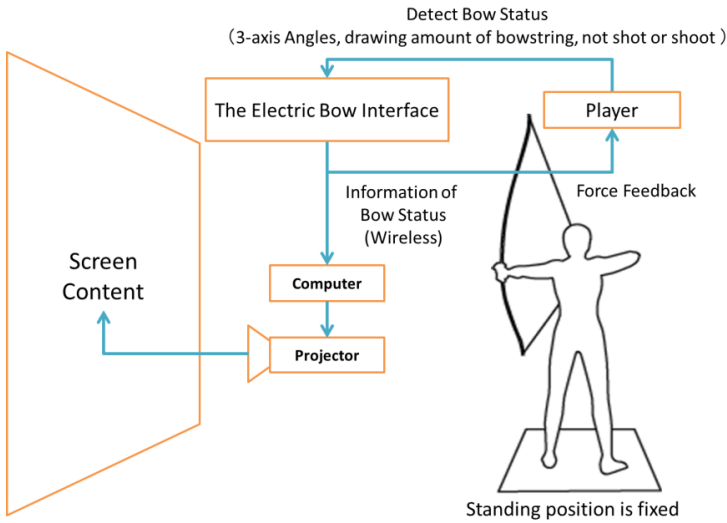 Detect Bow Status
（3-axis Angles, drawing amount of bowstring, not shot or shoot）
The Electric Bow Interface
Player
Information of
Bow Status
(Wireless)
Force Feedback
Screen
Content
Computer
Projector
Standing position is fixed